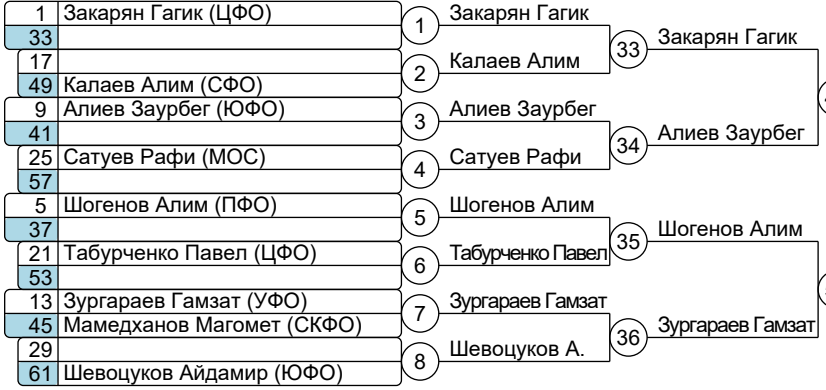 1 Закарян Гагик (ЦФО)
33
17
49 Калаев Алим (СФО)
9 Алиев Заурбег (ЮФО)
41
25 Сатуев Рафи (МОС)
57
5 Шогенов Алим (ПФО)
37
21 Табурченко Павел (ЦФО)
53
13 Зургараев Гамзат (УФО)
45 Мамедханов Магомет (СКФО)
29
61 Шевоцуков Айдамир (ЮФО)
1 Закарян Гагик
2 Калаев Алим
3 Алиев Заурбег
4 Сатуев Рафи
5 Шогенов Алим
6 Табурченко Павел
7 Зургараев Гамзат
8 Шевоцуков А.
33 Закарян Гагик
34 Алиев Заурбег
35 Шогенов Алим
36 Зургараев Гамзат